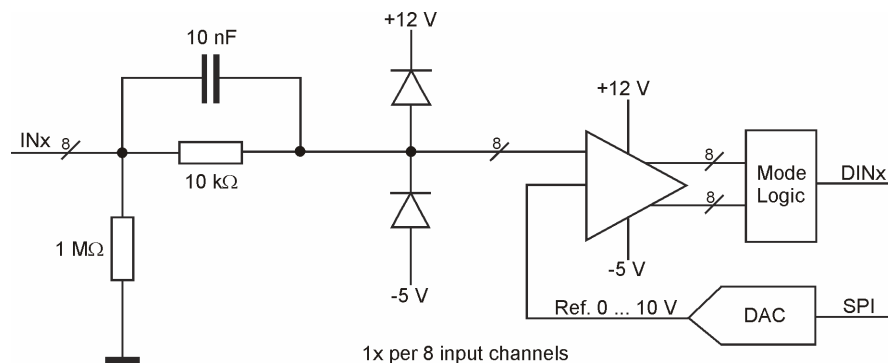 +12 V
10 nF
INx
8
10 kΩ
1 MΩ
-5 V
8
+12 V
-5 V
8
8
Mode
Logic
DINx
Ref. 0 ... 10 V
DAC
SPI
1x per 8 input channels